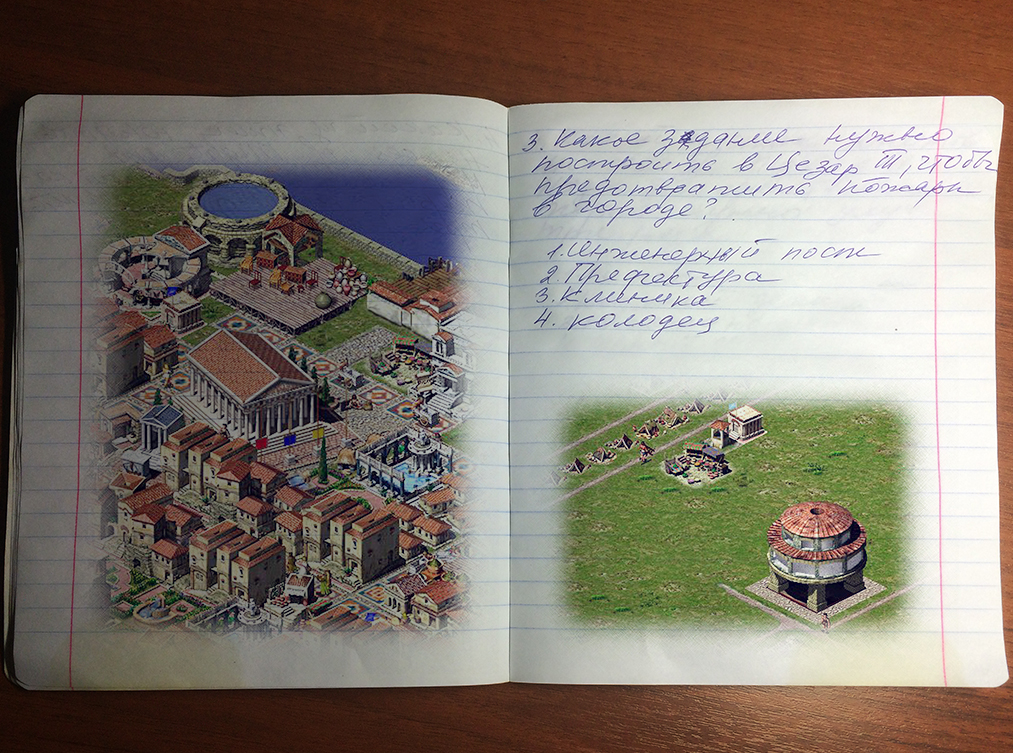 3. Какое здание нужно
построить в Цезарь III, чтобы
предотвратить пожары
в городе?
1. Инженерный пост
2. Префектура
3. Клиника
4. колодец